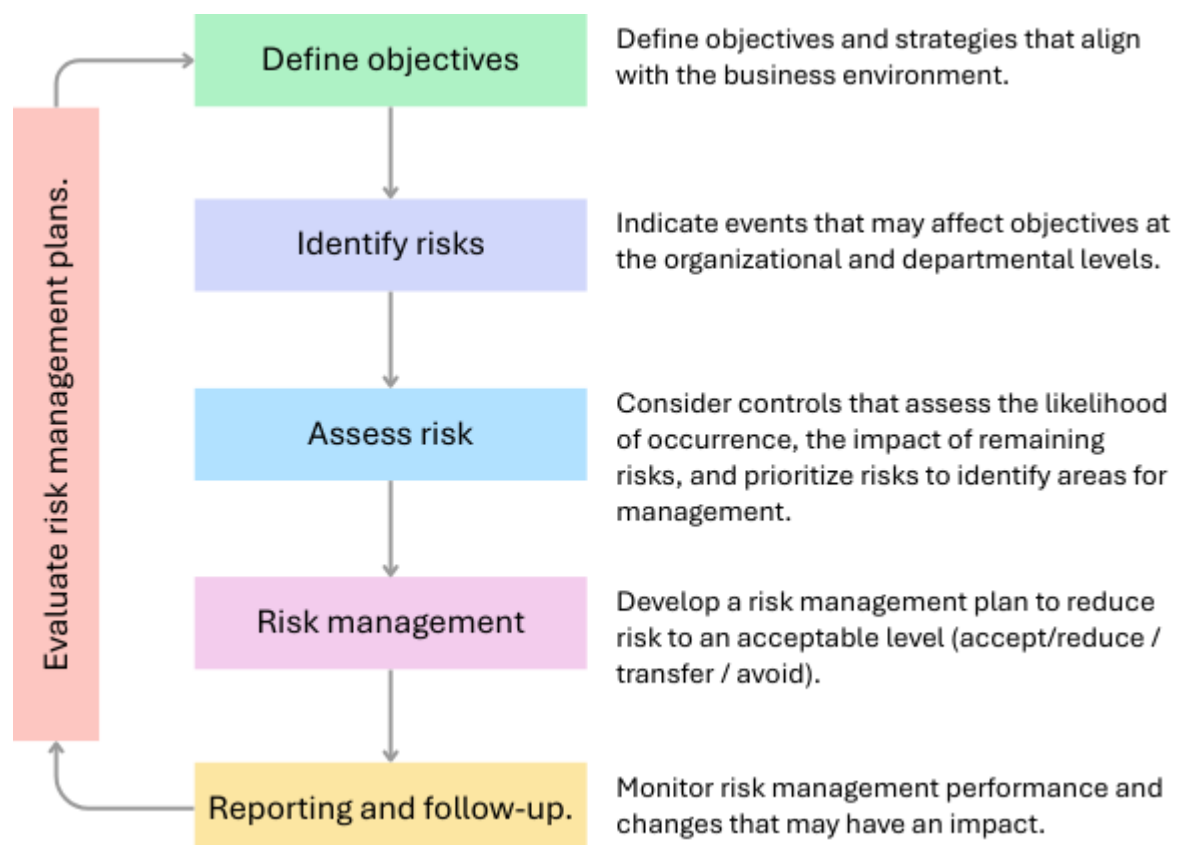 Define objectives
Define objectives and strategies that align
with the business environment.
Evaluate risk management plans.
Identify risks
Indicate events that may affect objectives at
the organizational and departmental levels.
Assess risk
Consider controls that assess the likelihood
of occurrence, the impact of remaining
risks, and prioritize risks to identify areas for
management.
Risk management
Develop a risk management plan to reduce
risk to an acceptable level (accept/reduce /
transfer / avoid).
Reporting and follow-up.
Monitor risk management performance and
changes that may have an impact.